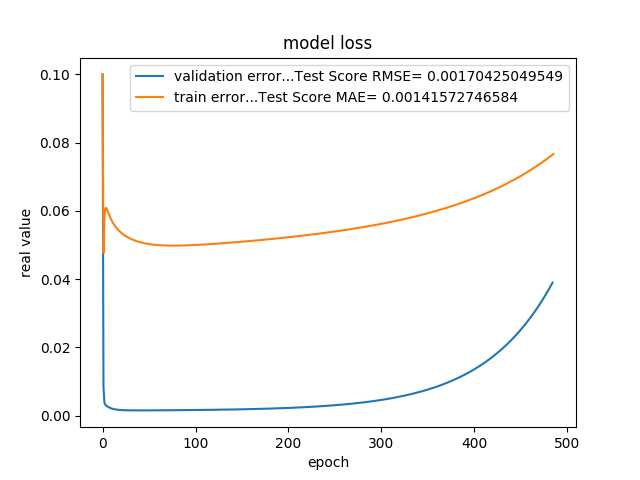 model loss
validation error...Test Score RMSE= 0.00170425049549
train error...Test Score MAE= 0.00141572746584
real value
0.10
0.08
0.06
0.04
0.02
0.00
0 100 200 300 400 500
epoch